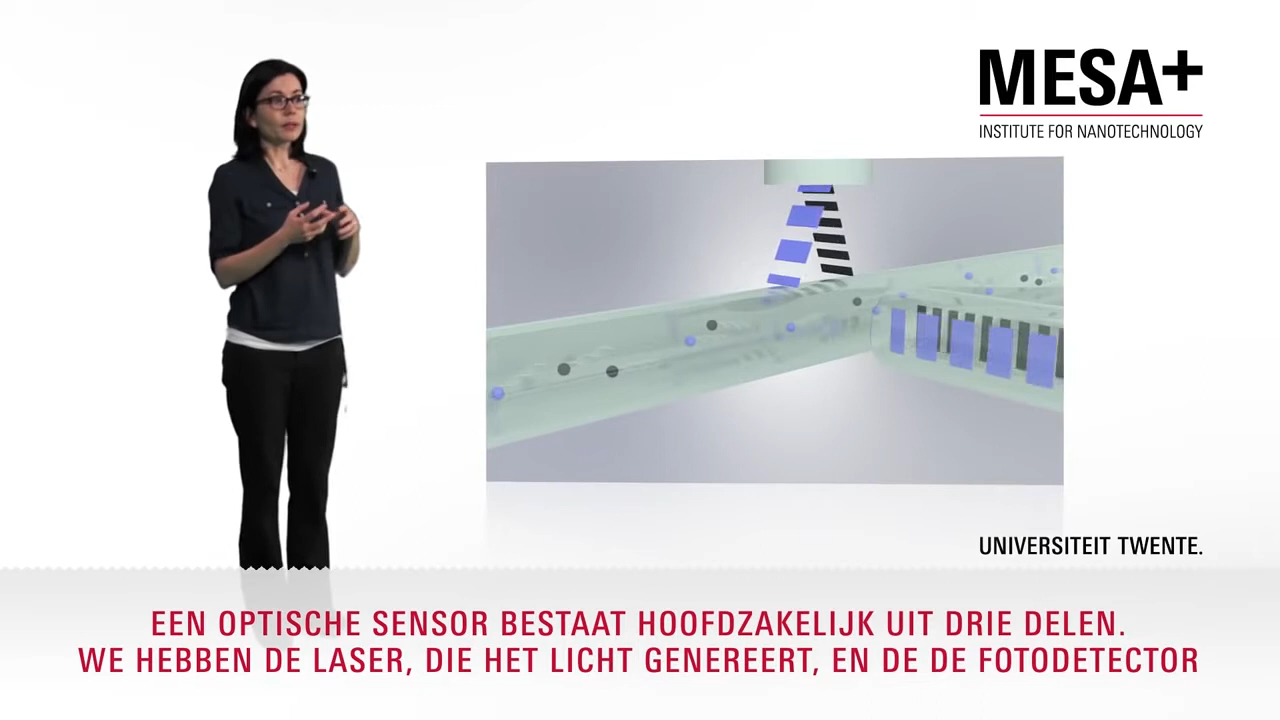 MESA+
INSTITUTE FOR NANOTECHNOLOGY
UNIVERSITEIT TWENTE.
EEN OPTISCHE SENSOR BESTAAT HOOFDZAKELIJK UIT DRIE DELEN.
WE HEBBEN DE LASER, DIE HET LICHT GENEREERT, EN DE DE FOTODETECTOR